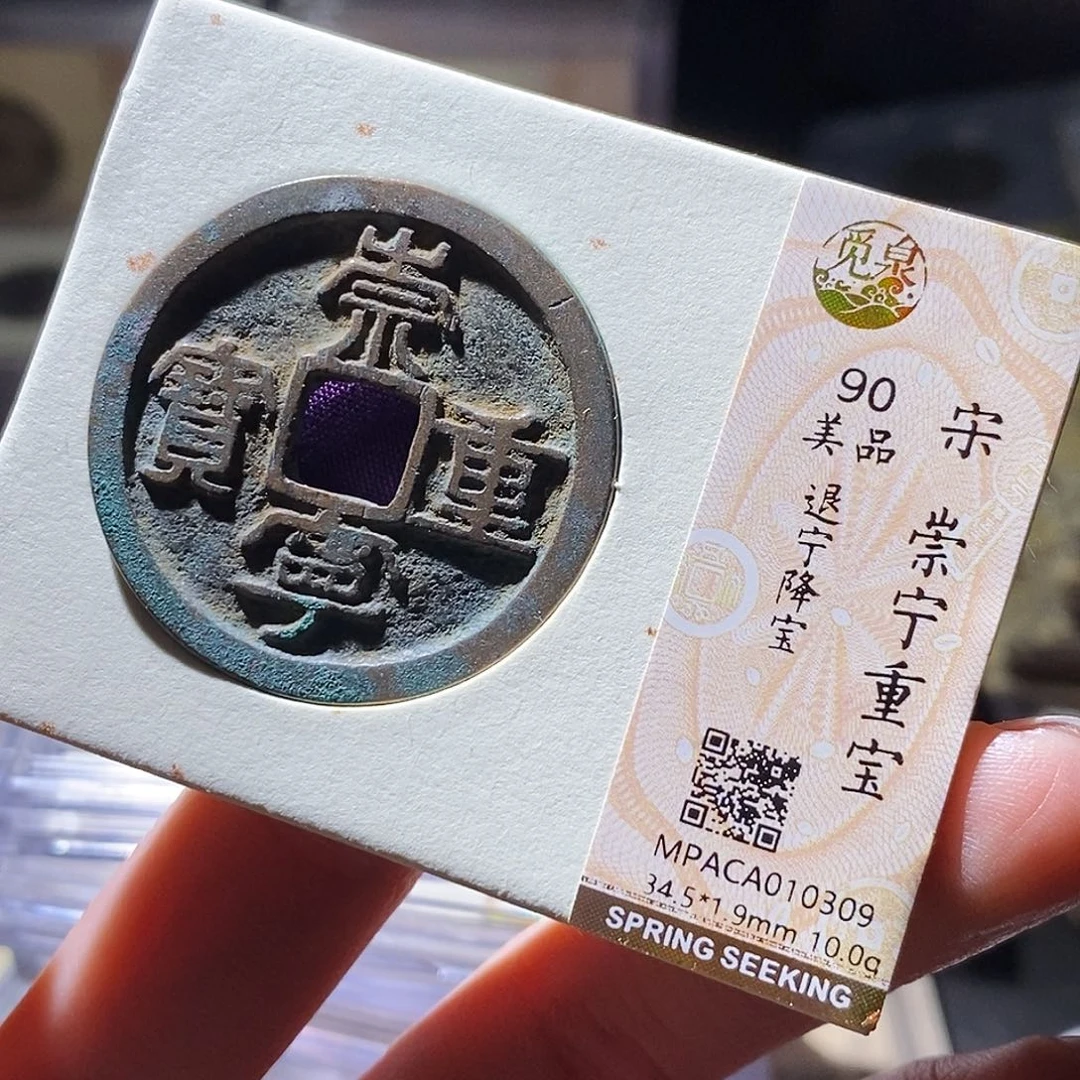 崇寧重寶
覓泉
90
美品
宋 崇宁重宝
退宁降宝
MPACA010309
34.5*1.9mm 10.0g
SPRING SEEKING